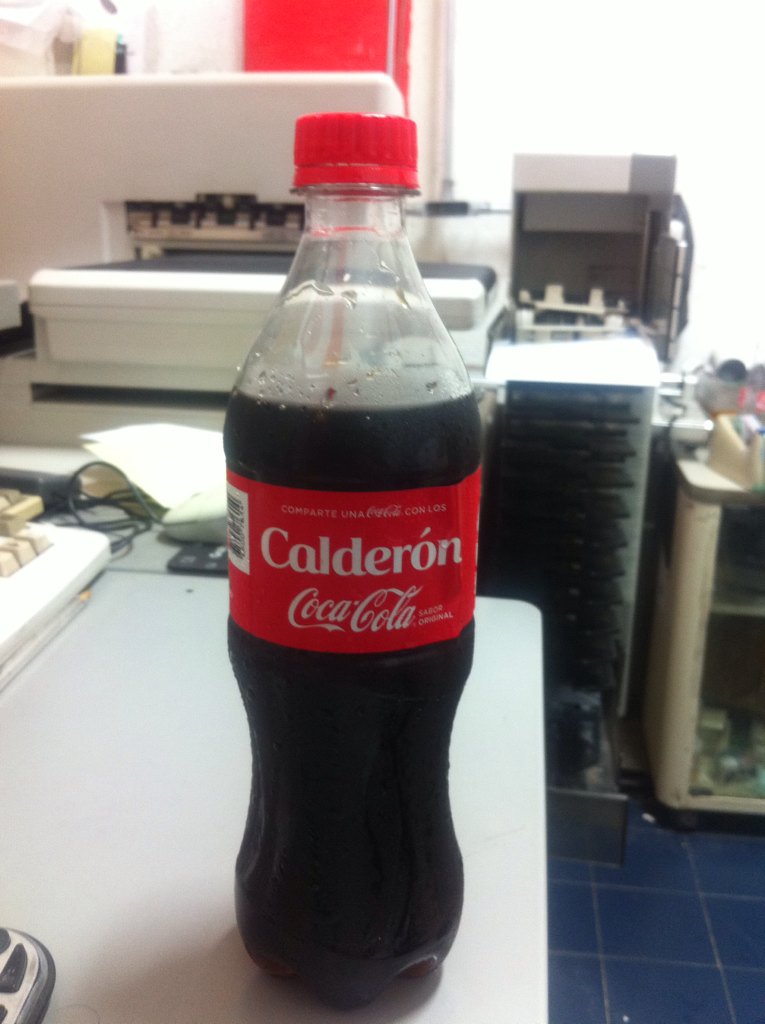 COMPARTE UNA Coca-Cola CON LOS
Calderón
Coca-Cola SABOR ORIGINAL